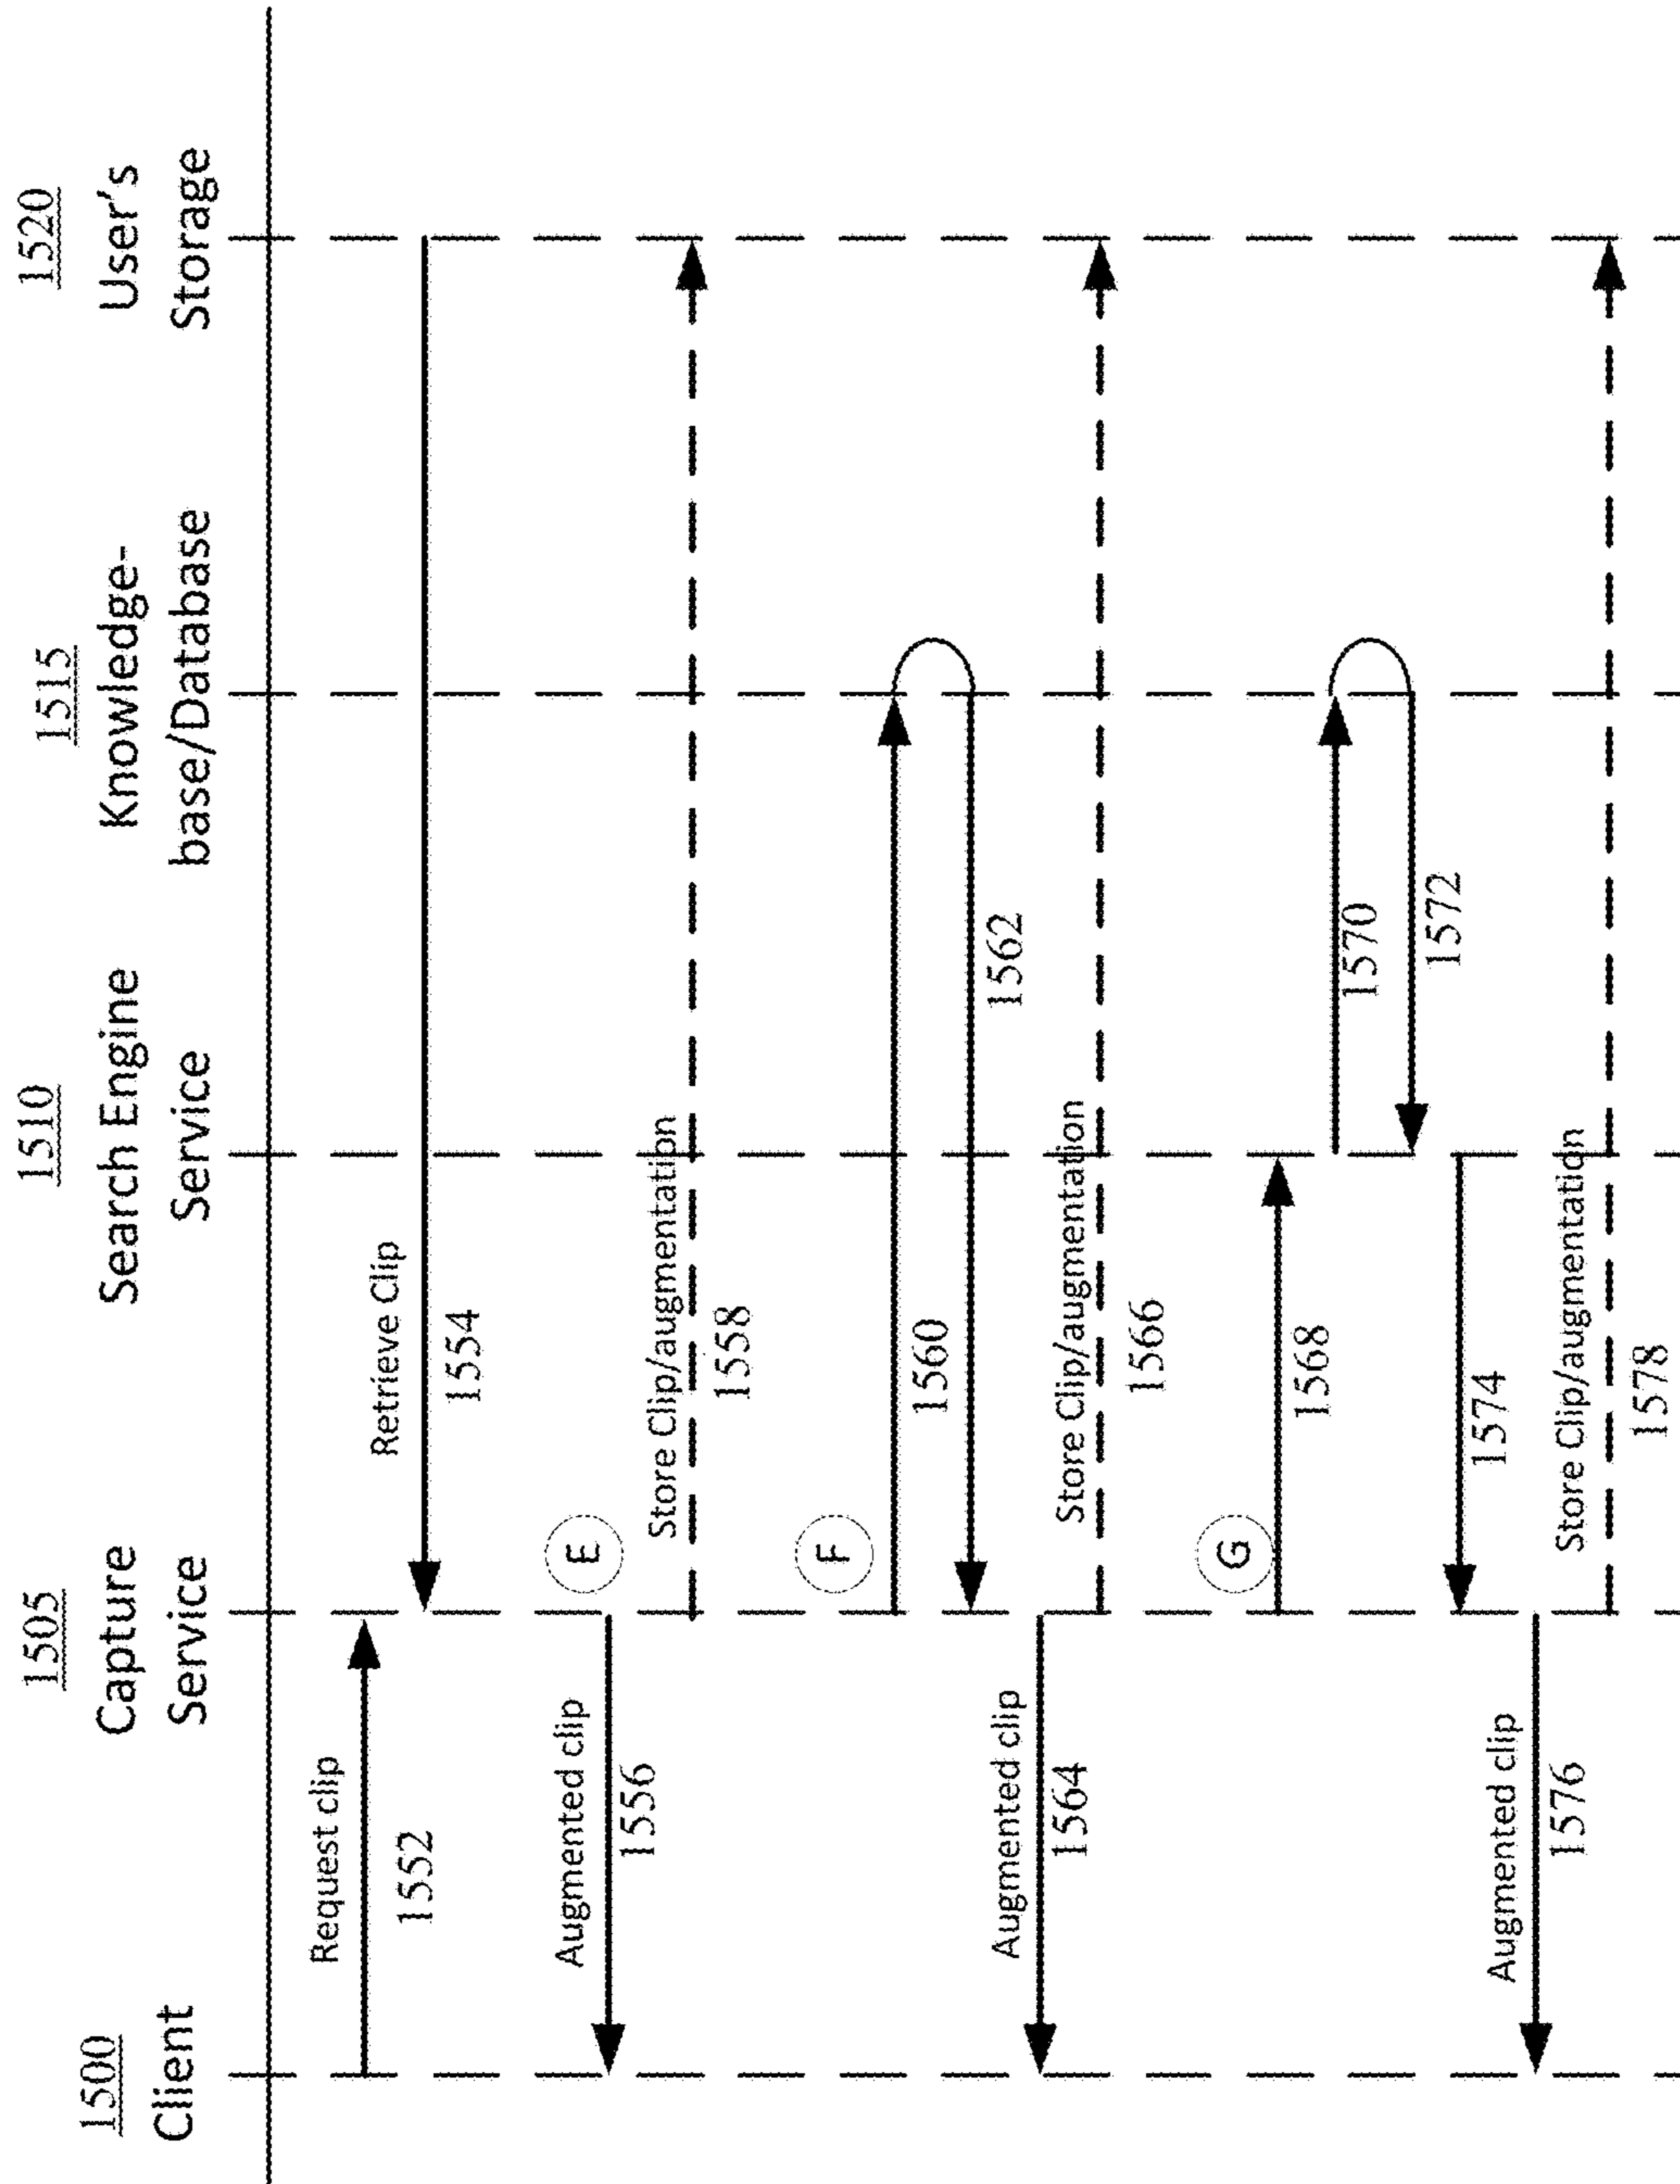 1500
Client
1505
Capture
Service
1510
Search Engine
Service
1515
Knowledge-
base/Database
1520
User's
Storage
Request clip
1552
Retrieve Clip
1554
E
Augmented clip
1556
Store Clip/augmentation
1558
F
1560
1562
Augmented clip
1564
Store Clip/augmentation
1566
G
1568
1570
1572
1574
Augmented clip
1576
Store Clip/augmentation
1578